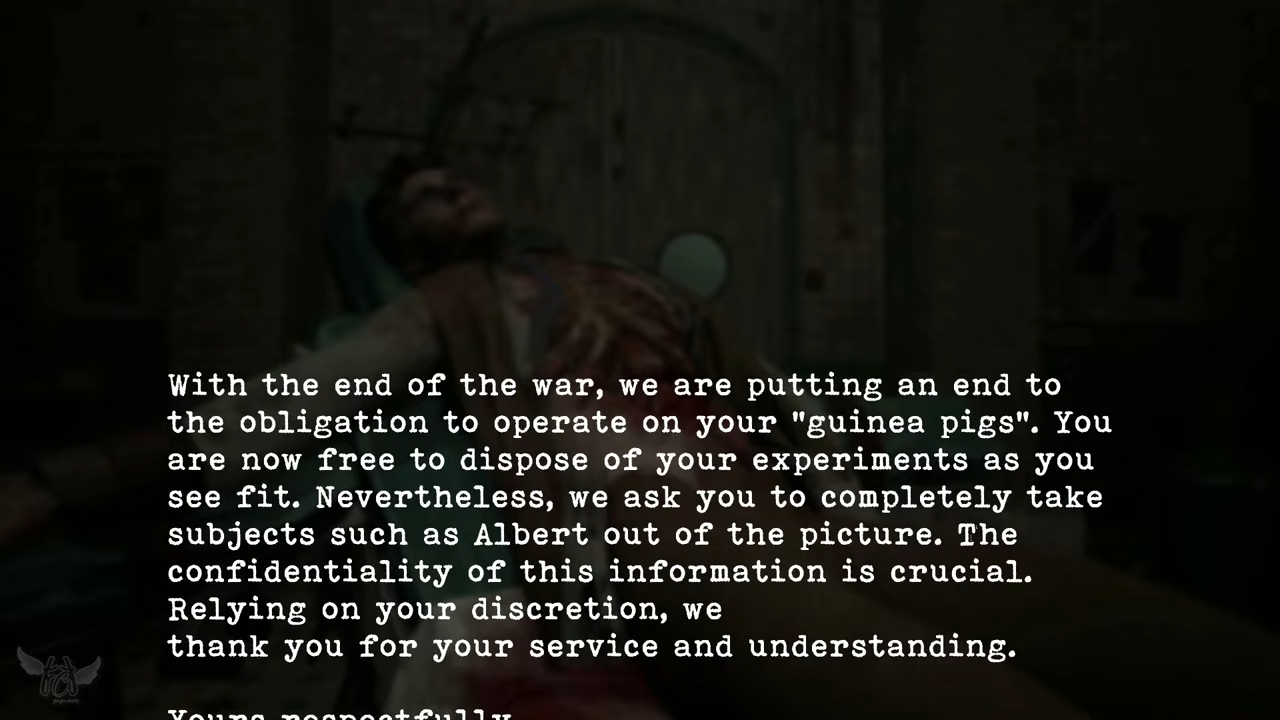 With the end of the war, we are putting an end to
the obligation to operate on your "guinea pigs". You
are now free to dispose of your experiments as you
see fit. Nevertheless, we ask you to completely take
subjects such as Albert out of the picture. The
confidentiality of this information is crucial.
Relying on your discretion, we
thank you for your service and understanding.
Yours respectfully